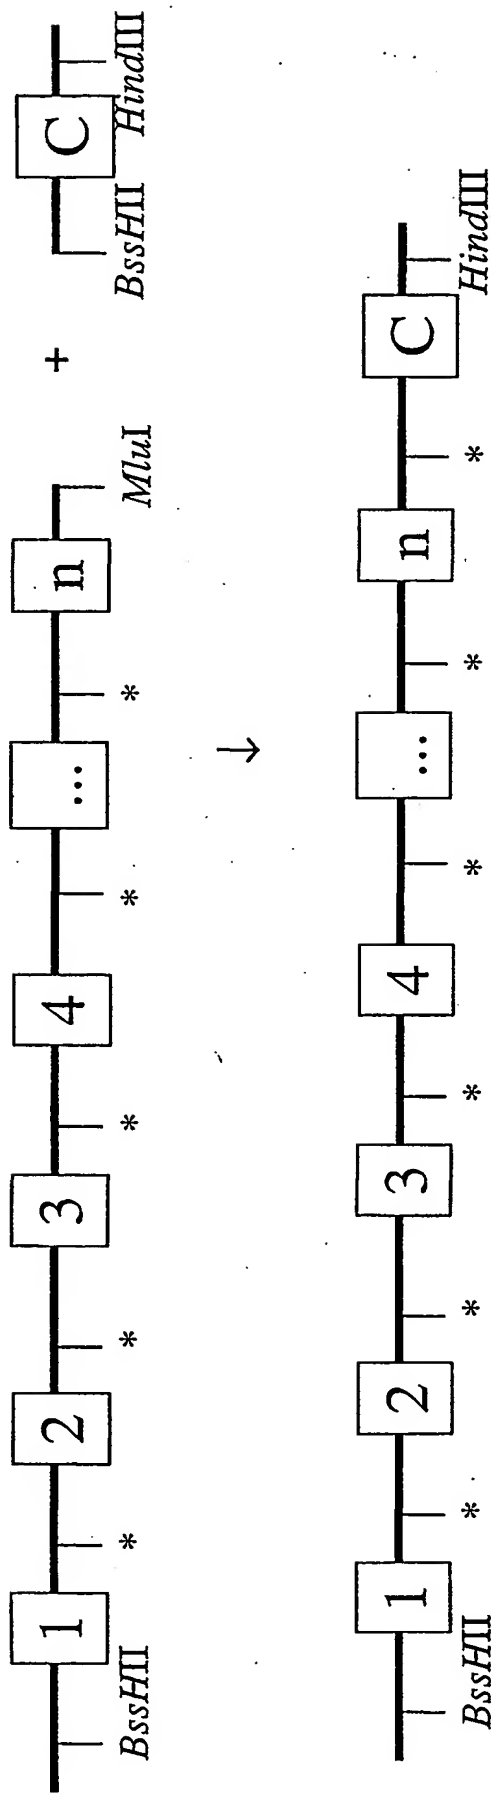 1 2 3 4 ... n + C
BssHII * * * * * MluI BssHII HindIII
↓
1 2 3 4 ... n C
BssHII * * * * * * HindIII